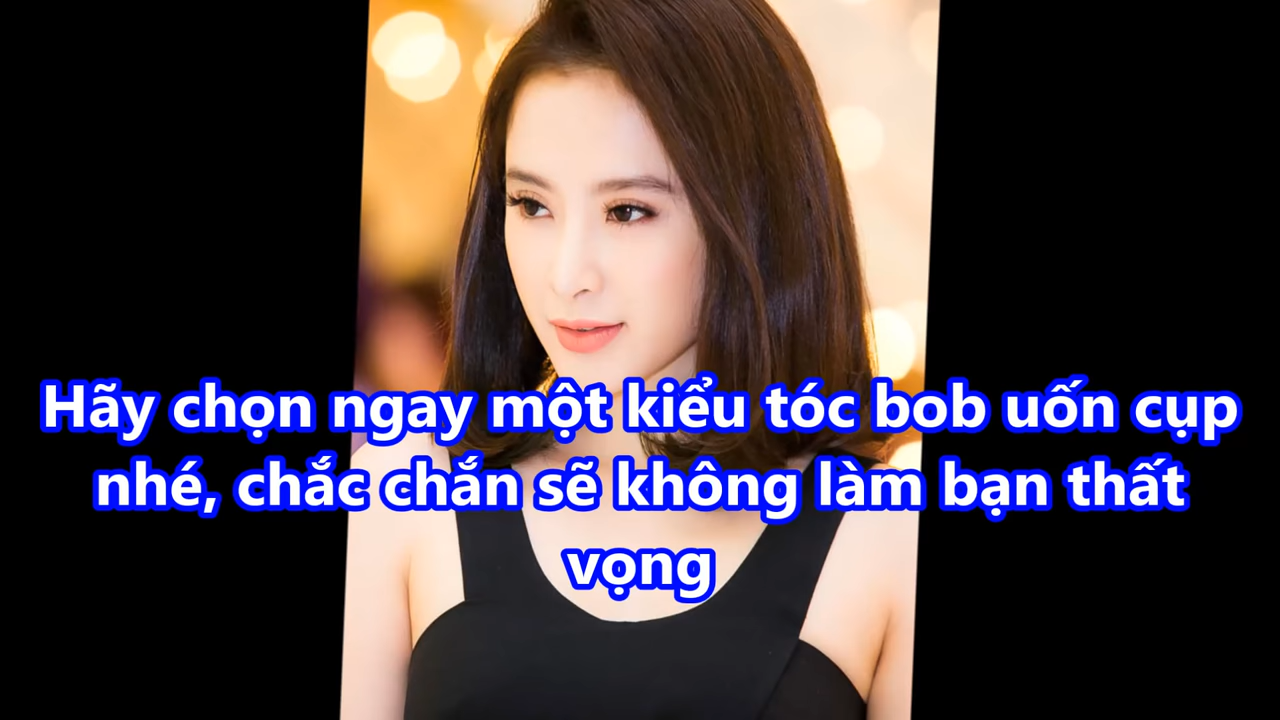 Hãy chọn ngay một kiểu tóc bob uốn cụp
nhé, chắc chắn sẽ không làm bạn thất
vọng